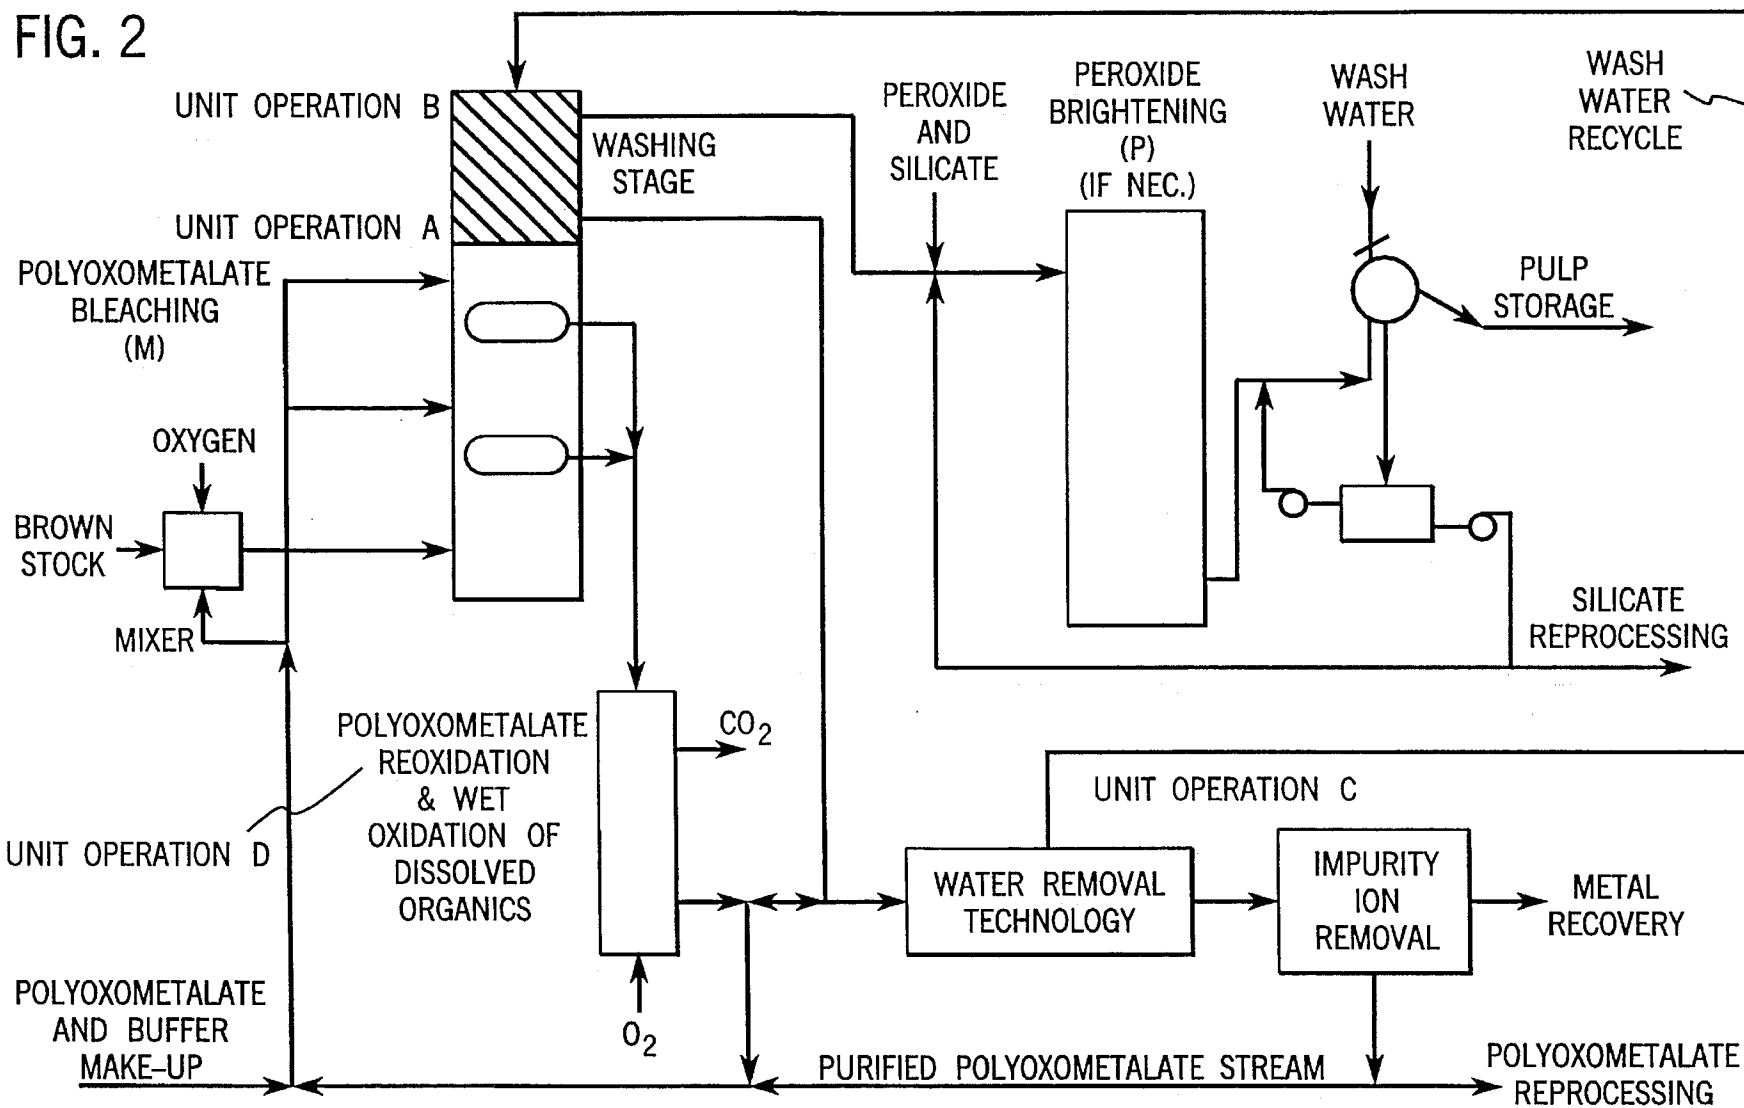 FIG. 2
UNIT OPERATION B
WASHING
STAGE
UNIT OPERATION A
POLYOXOMETALATE
BLEACHING
(M)
PEROXIDE
AND
SILICATE
PEROXIDE
BRIGHTENING
(P)
(IF NEC.)
WASH
WATER
WASH
WATER
RECYCLE
PULP
STORAGE
OXYGEN
BROWN
STOCK
MIXER
SILICATE
REPROCESSING
POLYOXOMETALATE
REOXIDATION
& WET
OXIDATION OF
DISSOLVED
ORGANICS
CO2
UNIT OPERATION C
UNIT OPERATION D
WATER REMOVAL
TECHNOLOGY
IMPURITY
ION
REMOVAL
METAL
RECOVERY
POLYOXOMETALATE
AND BUFFER
MAKE-UP
O2
PURIFIED POLYOXOMETALATE STREAM
POLYOXOMETALATE
REPROCESSING